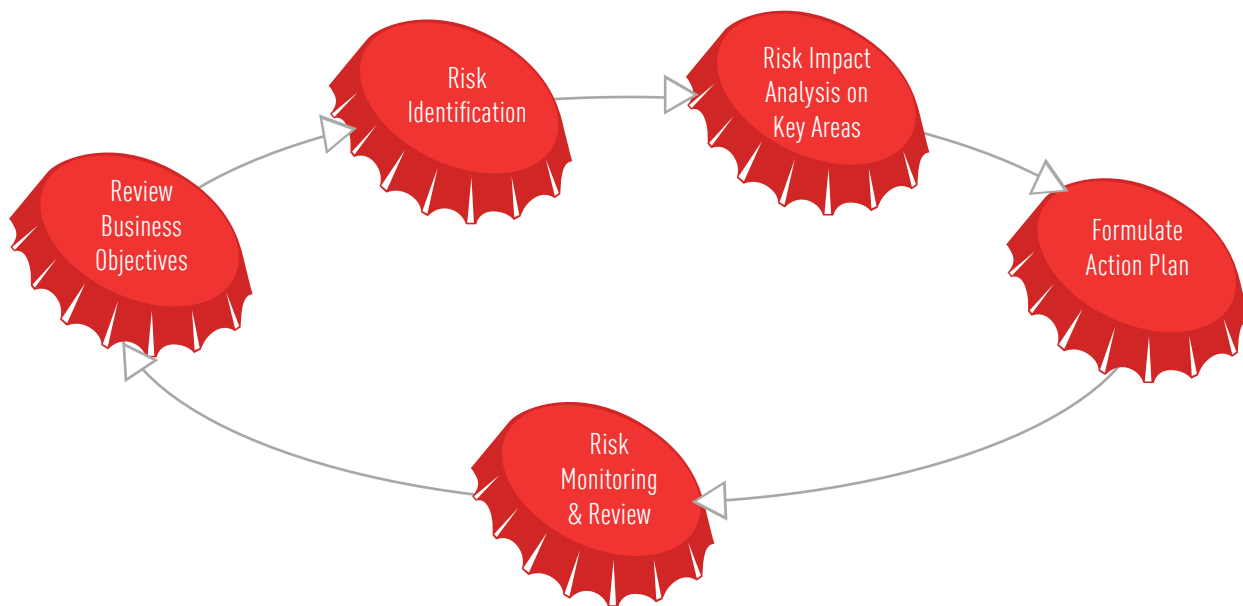 Risk
Identification
Risk Impact
Analysis on
Key Areas
Review
Business
Objectives
Formulate
Action Plan
Risk
Monitoring
& Review